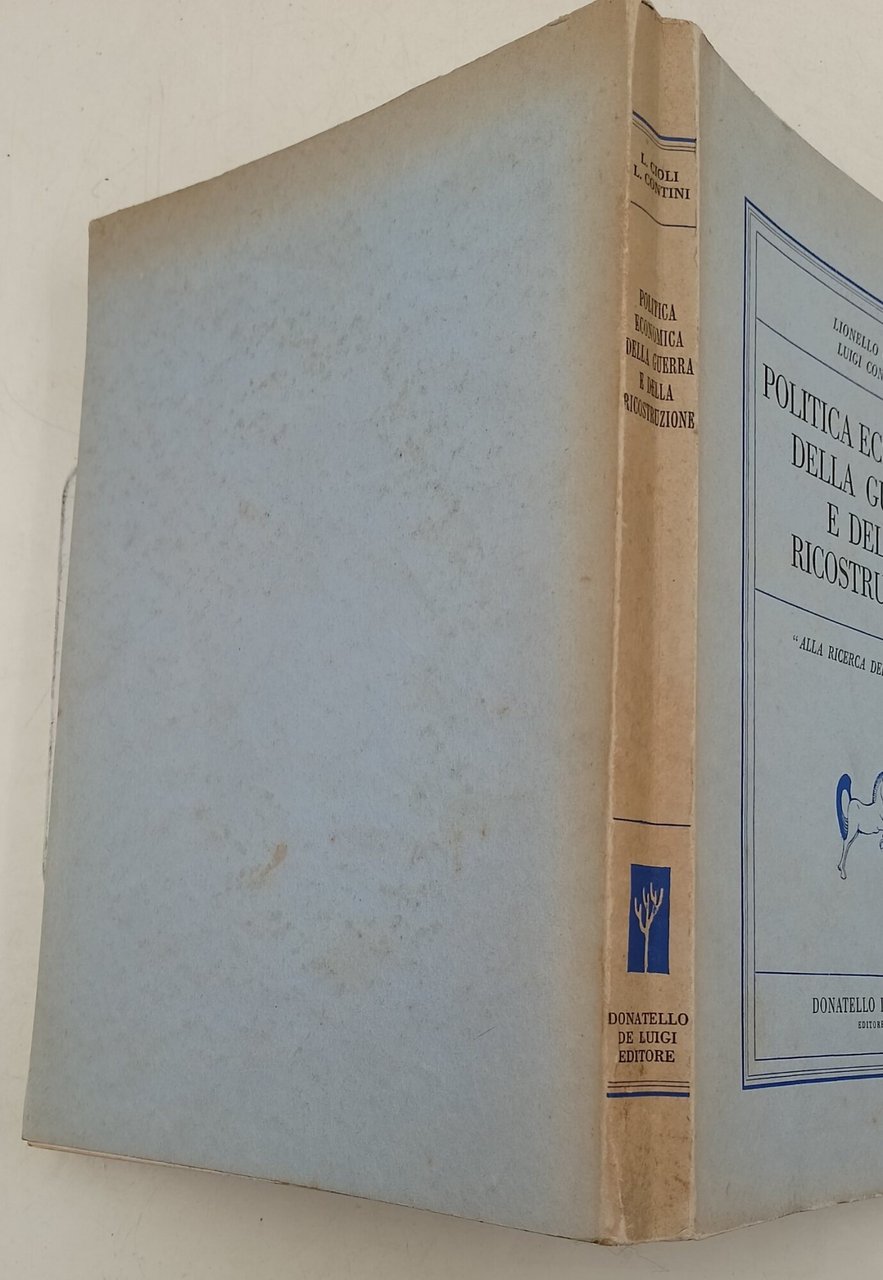 L. CIOLI
L. CONTINI
POLITICA
ECONOMICA
DELLA GUERRA
E DELLA
RICOSTRUZIONE
DONATELLO
DE LUIGI
EDITORE
LIONELLO
LUIGI CON
POLITICA EC
DELLA GU
E DEL
RICOSTRU
"ALLA RICERCA DE
DONATELLO
EDITORE